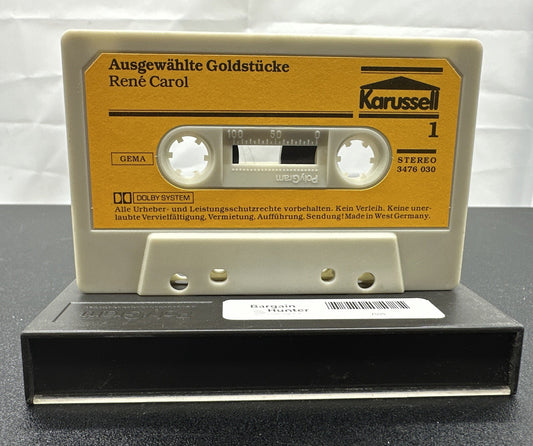 Ausgewählte Goldstücke
René Carol
Karussell
1
GEMA
100 50 0
PolyGram
STEREO
3476 030
DOLBY SYSTEM
Alle Urheber- und Leistungsschutzrechte vorbehalten. Kein Verleih. Keine uner-
laubte Vervielfältigung, Vermietung, Aufführung, Sendung! Made in West Germany.
Bargain
Hunter